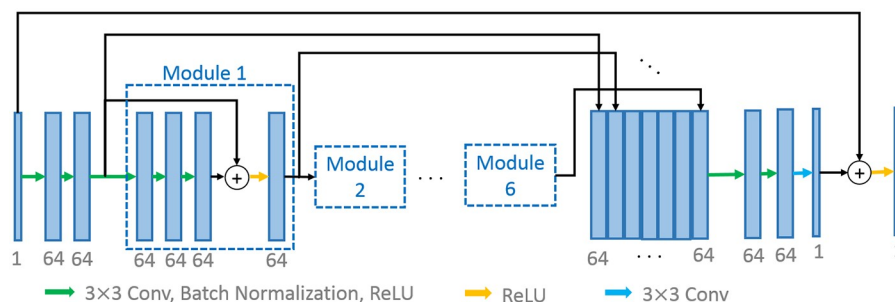 Module 1
Module
2
. . .
Module
6
. . .
+
+
1 64 64 64 64 64 64 64 . . . 64 64 64 1
3×3 Conv, Batch Normalization, ReLU ReLU 3×3 Conv